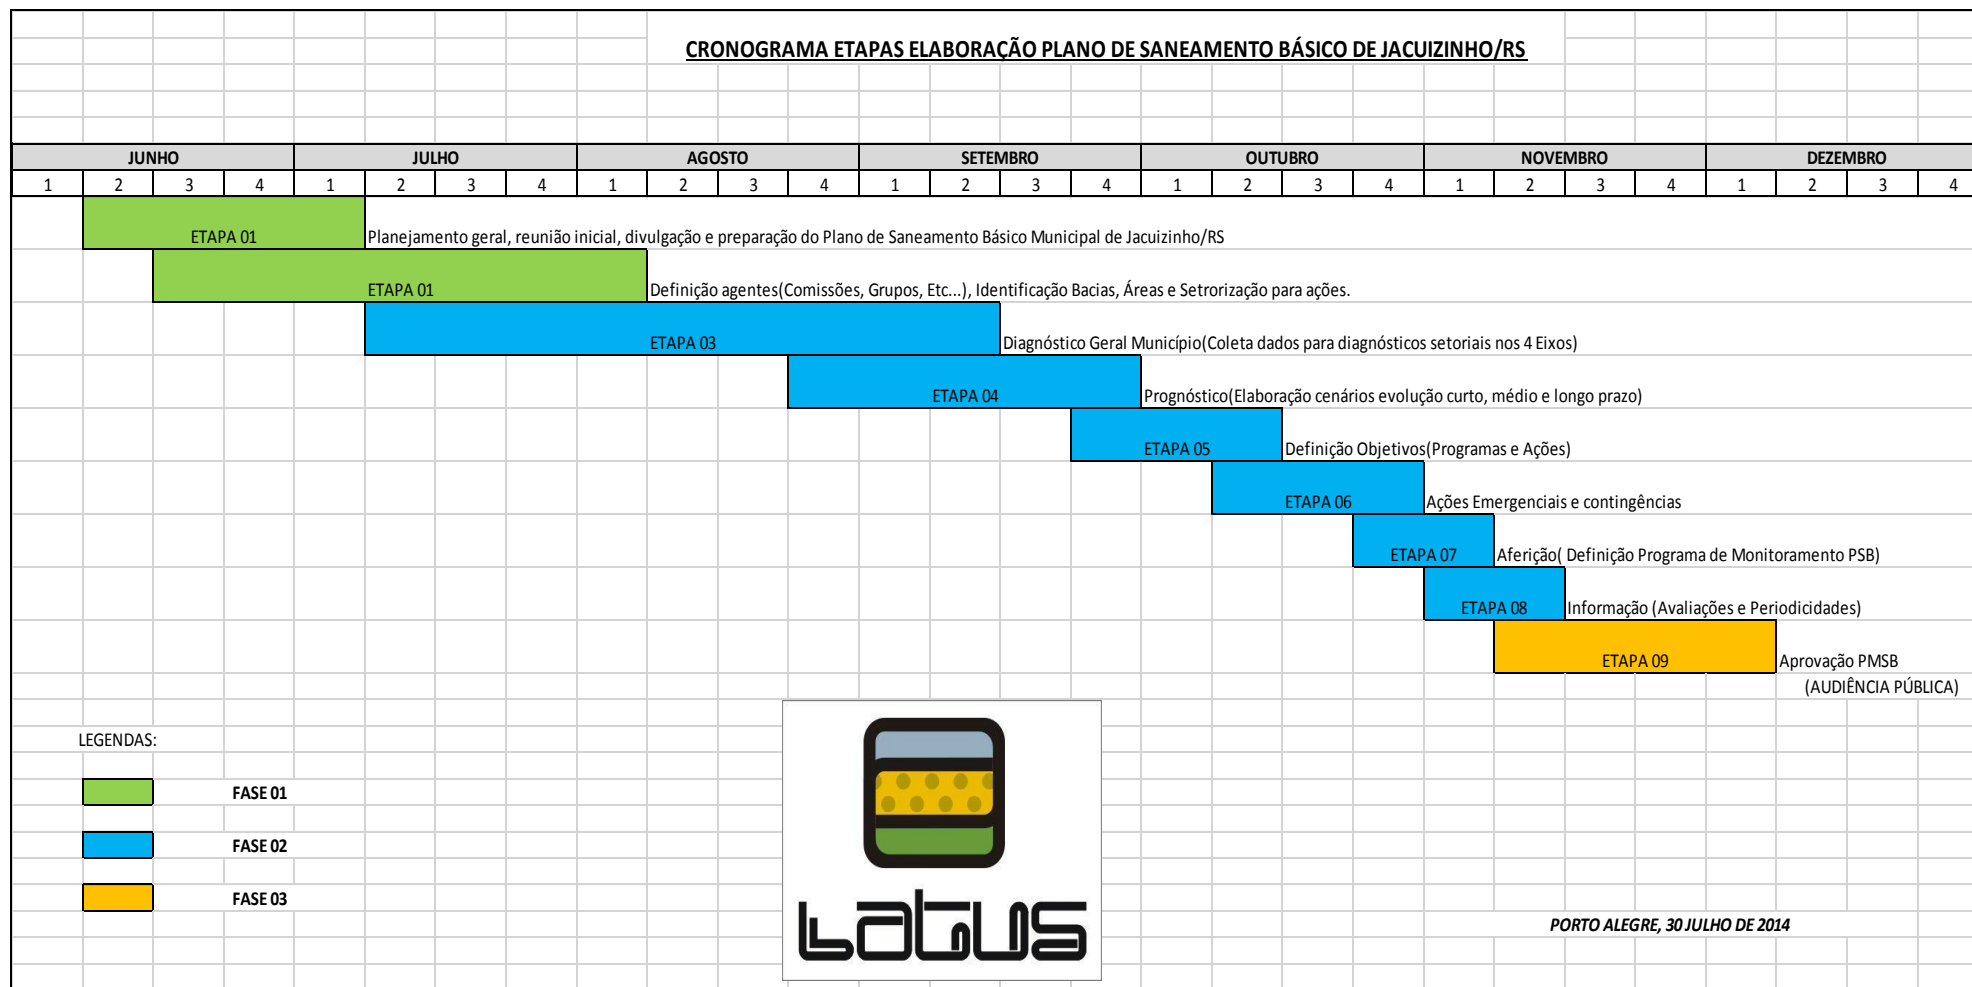 CRONOGRAMA ETAPAS ELABORAÇÃO PLANO DE SANEAMENTO BÁSICO DE JACUIZINHO/RS
JUNHO JULHO AGOSTO SETEMBRO OUTUBRO NOVEMBRO DEZEMBRO
1 2 3 4 1 2 3 4 1 2 3 4 1 2 3 4 1 2 3 4 1 2 3 4 1 2 3 4
ETAPA 01 Planejamento geral, reunião inicial, divulgação e preparação do Plano de Saneamento Básico Municipal de Jacuizinho/RS
ETAPA 01 Definição agentes(Comissões, Grupos, Etc...), Identificação Bacias, Áreas e Setrorização para ações.
ETAPA 03 Diagnóstico Geral Município(Coleta dados para diagnósticos setoriais nos 4 Eixos)
ETAPA 04 Prognóstico(Elaboração cenários evolução curto, médio e longo prazo)
ETAPA 05 Definição Objetivos(Programas e Ações)
ETAPA 06 Ações Emergenciais e contingências
ETAPA 07 Aferição( Definição Programa de Monitoramento PSB)
ETAPA 08 Informação (Avaliações e Periodicidades)
ETAPA 09 Aprovação PMSB
(AUDIÊNCIA PÚBLICA)
LEGENDAS:
FASE 01
FASE 02
FASE 03
Latus
PORTO ALEGRE, 30 JULHO DE 2014